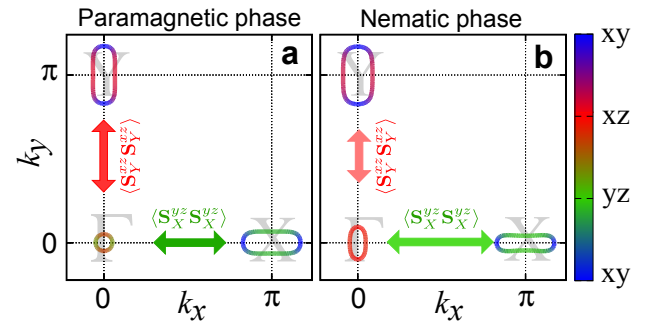 Paramagnetic phase
Nematic phase
a
b
xy
xz
yz
xy
π
0
k_y
Y
Γ
X
⟨S_Y^{xz} S_Y^{xz}⟩
⟨S_X^{yz} S_X^{yz}⟩
0
π
k_x
Y
Γ
X
⟨S_Y^{xz} S_Y^{xz}⟩
⟨S_X^{yz} S_X^{yz}⟩
0
π
k_x